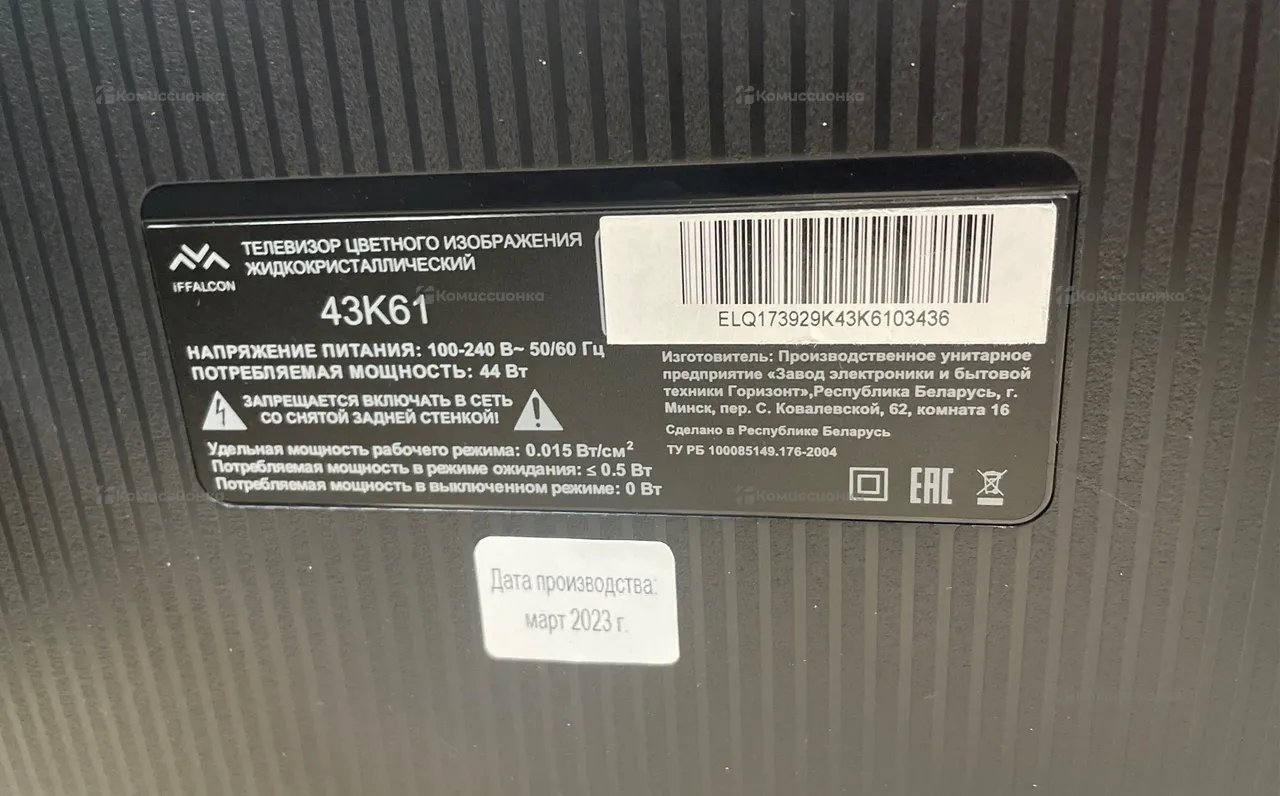 iFFALCON
ТЕЛЕВИЗОР ЦВЕТНОГО ИЗОБРАЖЕНИЯ
ЖИДКОКРИСТАЛЛИЧЕСКИЙ
43K61
НАПРЯЖЕНИЕ ПИТАНИЯ: 100-240 В~ 50/60 Гц
ПОТРЕБЛЯЕМАЯ МОЩНОСТЬ: 44 Вт
ЗАПРЕЩАЕТСЯ ВКЛЮЧАТЬ В СЕТЬ
СО СНЯТОЙ ЗАДНЕЙ СТЕНКОЙ!
Удельная мощность рабочего режима: 0.015 Вт/см²
Потребляемая мощность в режиме ожидания: ≤ 0.5 Вт
Потребляемая мощность в выключенном режиме: 0 Вт
ELQ173929K43K6103436
Изготовитель: Производственное унитарное
предприятие «Завод электроники и бытовой
техники Горизонт»,Республика Беларусь, г.
Минск, пер. С. Ковалевской, 62, комната 16
Сделано в Республике Беларусь
ТУ РБ 100085149.176-2004
EAC
Дата производства:
март 2023 г.
Комиссионка
Комиссионка
Комиссионка
Комиссионка
Комиссионка
Комиссионка